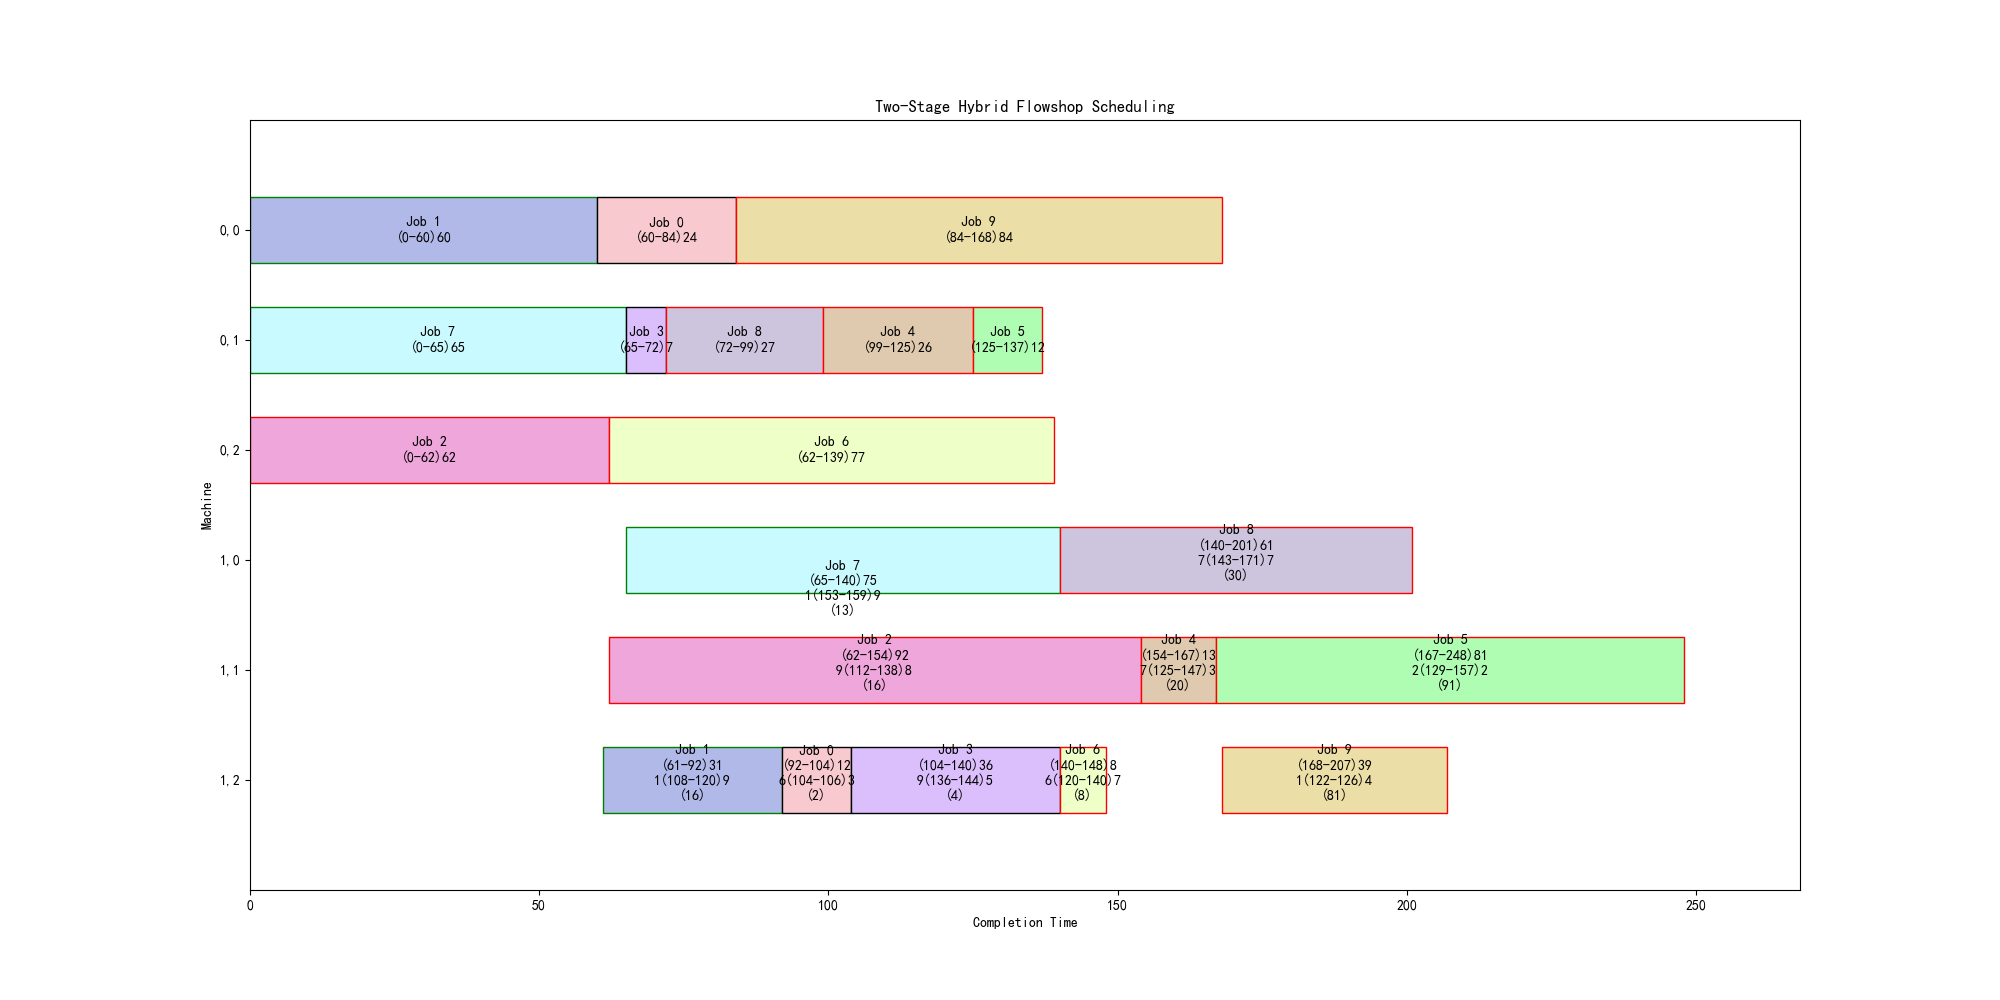 Two-Stage Hybrid Flowshop Scheduling
0,0
Job 1
(0-60)60
Job 0
(60-84)24
Job 9
(84-168)84
0,1
Job 7
(0-65)65
Job 3
(65-72)7
Job 8
(72-99)27
Job 4
(99-125)26
Job 5
(125-137)12
0,2
Job 2
(0-62)62
Job 6
(62-139)77
Machine
1,0
Job 7
(65-140)75
1(153-159)9
(13)
Job 8
(140-201)61
7(143-171)7
(30)
1,1
Job 2
(62-154)92
9(112-138)8
(16)
Job 4
(154-167)13
7(125-147)3
(20)
Job 5
(167-248)81
2(129-157)2
(91)
1,2
Job 1
(61-92)31
1(108-120)9
(16)
Job 0
(92-104)12
6(104-106)3
(2)
Job 3
(104-140)36
9(136-144)5
(4)
Job 6
(140-148)8
6(120-140)7
(8)
Job 9
(168-207)39
1(122-126)4
(81)
0 50 100 150 200 250
Completion Time